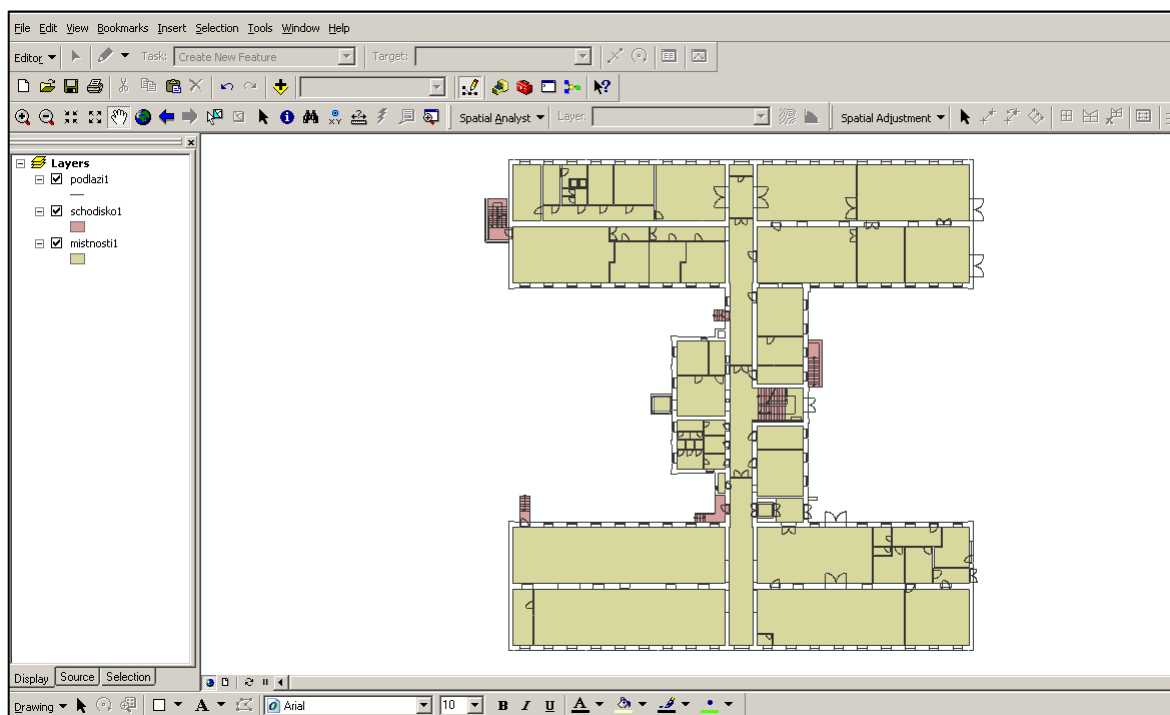 File Edit View Bookmarks Insert Selection Tools Window Help
Editor Task: Create New Feature Target:
Spatial Analyst Layer: Spatial Adjustment
Layers
podlazi1
schodisko1
mistnosti1
Display Source Selection
Drawing A Arial 10 B I U A